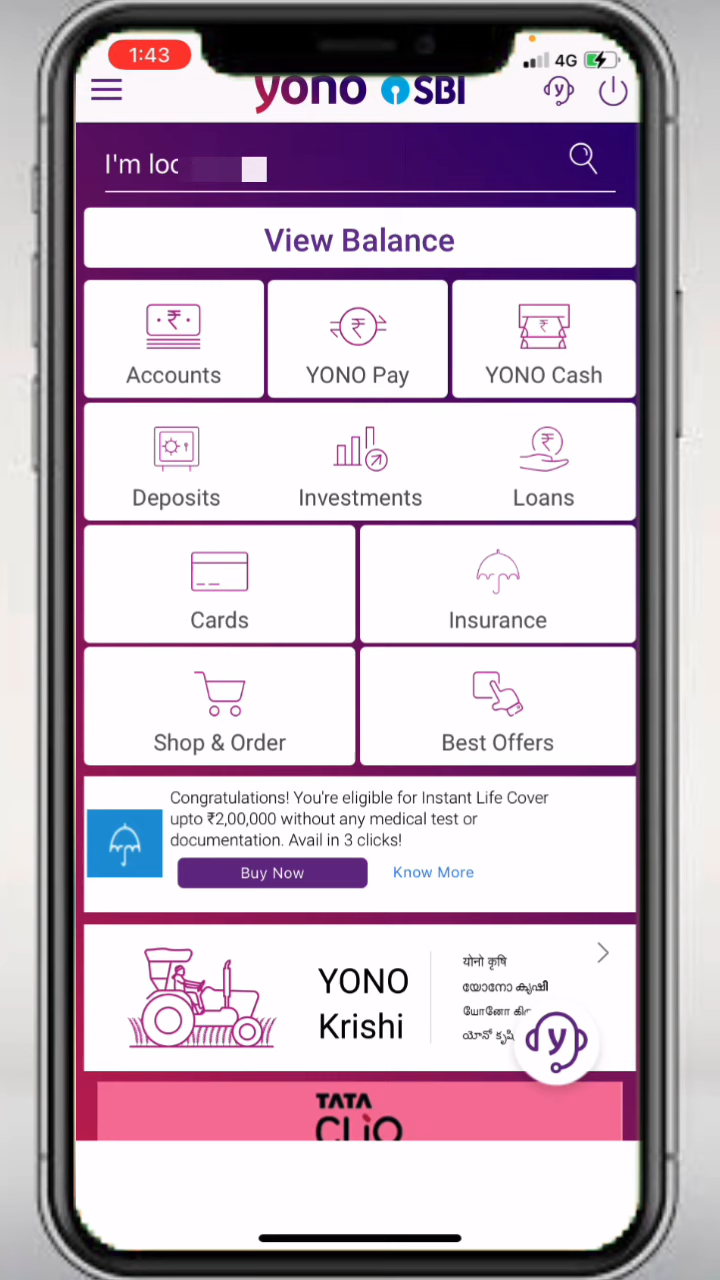 1:43
4G
yono SBI
y
I'm loo
View Balance
Accounts
YONO Pay
YONO Cash
Deposits
Investments
Loans
Cards
Insurance
Shop & Order
Best Offers
Congratulations! You're eligible for Instant Life Cover
upto ₹2,00,000 without any medical test or
documentation. Avail in 3 clicks!
Buy Now
Know More
YONO
Krishi
योनो कृषि
യോനോ കൃഷി
யோனோ
యోనో కృషి
y
TATA
CLiQ